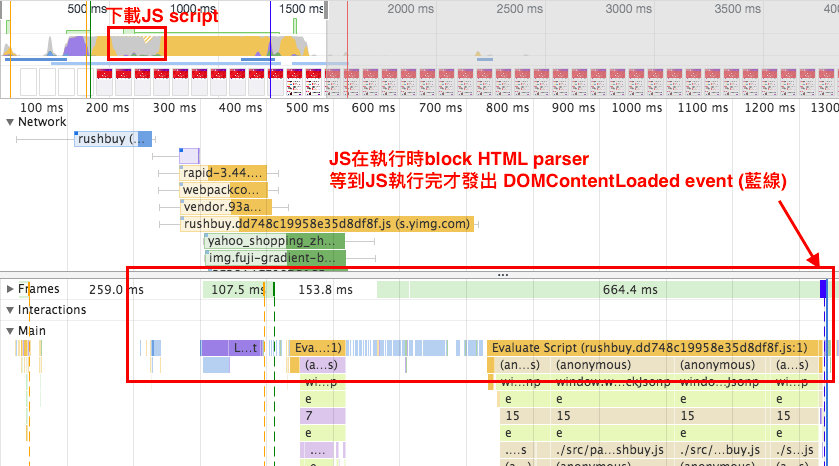 500 ms 1000 ms 1500 ms 2000 ms 2500 ms 3000 ms 3500 ms
下載JS script
100 ms 200 ms 300 ms 400 ms 500 ms 600 ms 700 ms 800 ms 900 ms 1000 ms 1100 ms 1200 ms 1300
Network
rushbuy (…
rapid-3.44.…
webpackco…
vendor.93a…
rushbuy.dd748c19958e35d8df8f.js (s.yimg.com)
yahoo_shopping_zh…
img.fuji-gradient-b…
JS在執行時block HTML parser
等到JS執行完才發出 DOMContentLoaded event (藍線)
...
Frames 259.0 ms 107.5 ms 153.8 ms 664.4 ms
Interactions
Main
L…t Eva…:1) Evaluate Script (rushbuy.dd748c19958e35d8df8f.js:1)
(a…s) (an…s) (anonymous) (anonymous) (a…s)
wi…p wi…np window.w…ckJsonp windo…Jsonp wi…p
e e e e e
7 15 15 15 15
…. …s ./src/pa…shbuy.js ./src/…buy.js ./s…js
e e e e e
(a…s) (a…) (anonymous) (anonymous) (a…s)